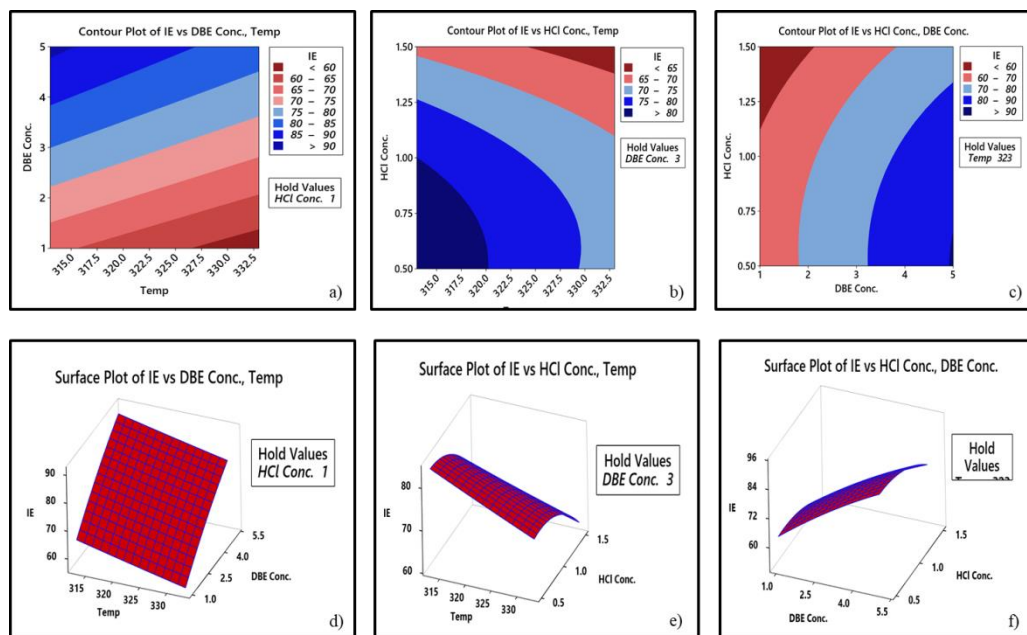 Contour Plot of IE vs DBE Conc., Temp
5
4
3
2
1
DBE Conc.
315.0
317.5
320.0
322.5
325.0
327.5
330.0
332.5
Temp
IE
< 60
60 – 65
65 – 70
70 – 75
75 – 80
80 – 85
85 – 90
> 90
Hold Values
HCl Conc. 1
a)
Contour Plot of IE vs HCl Conc., Temp
1.50
1.25
1.00
0.75
0.50
HCl Conc.
315.0
317.5
320.0
322.5
325.0
327.5
330.0
332.5
IE
< 65
65 – 70
70 – 75
75 – 80
> 80
Hold Values
DBE Conc. 3
b)
Contour Plot of IE vs HCl Conc., DBE Conc.
1.50
1.25
1.00
0.75
0.50
HCl Conc.
1
2
3
4
5
DBE Conc.
IE
< 60
60 – 70
70 – 80
80 – 90
> 90
Hold Values
Temp 323
c)
Surface Plot of IE vs DBE Conc., Temp
90
80
70
60
IE
315
320
325
330
Temp
1.0
2.5
4.0
5.5
DBE Conc.
Hold Values
HCl Conc. 1
d)
Surface Plot of IE vs HCl Conc., Temp
80
70
60
IE
315
320
325
330
Temp
0.5
1.0
1.5
HCl Conc.
Hold Values
DBE Conc. 3
e)
Surface Plot of IE vs HCl Conc., DBE Conc.
96
84
72
60
IE
1.0
2.5
4.0
5.5
DBE Conc.
0.5
1.0
1.5
HCl Conc.
Hold
Values
f)